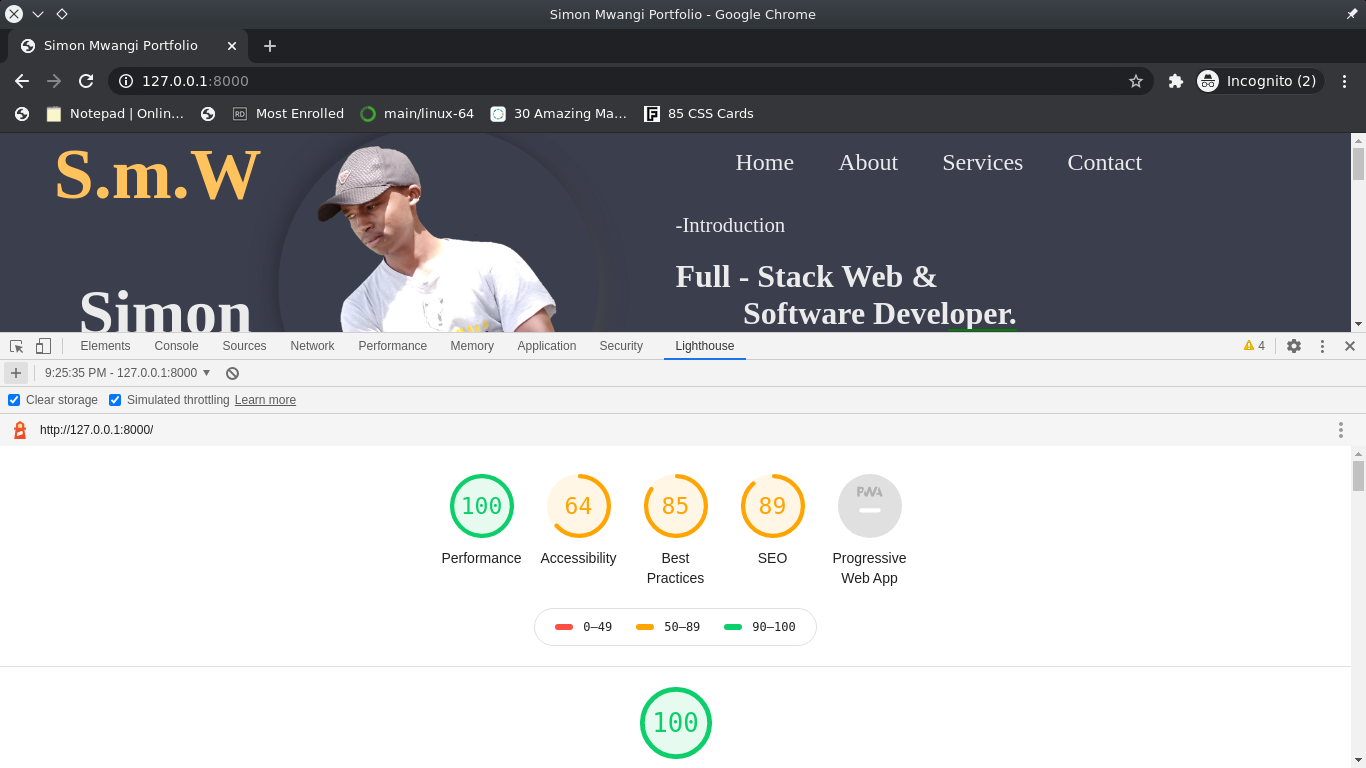 Simon Mwangi Portfolio - Google Chrome
Simon Mwangi Portfolio
127.0.0.1:8000
Incognito (2)
Notepad | Onlin…
RD Most Enrolled
main/linux-64
30 Amazing Ma…
85 CSS Cards
S.m.W
Home About Services Contact
-Introduction
Full - Stack Web &
Software Developer.
Simon
Elements Console Sources Network Performance Memory Application Security Lighthouse 4
9:25:35 PM - 127.0.0.1:8000
Clear storage Simulated throttling Learn more
http://127.0.0.1:8000/
100 64 85 89 PWA
Performance Accessibility Best Practices SEO Progressive Web App
0–49 50–89 90–100
100